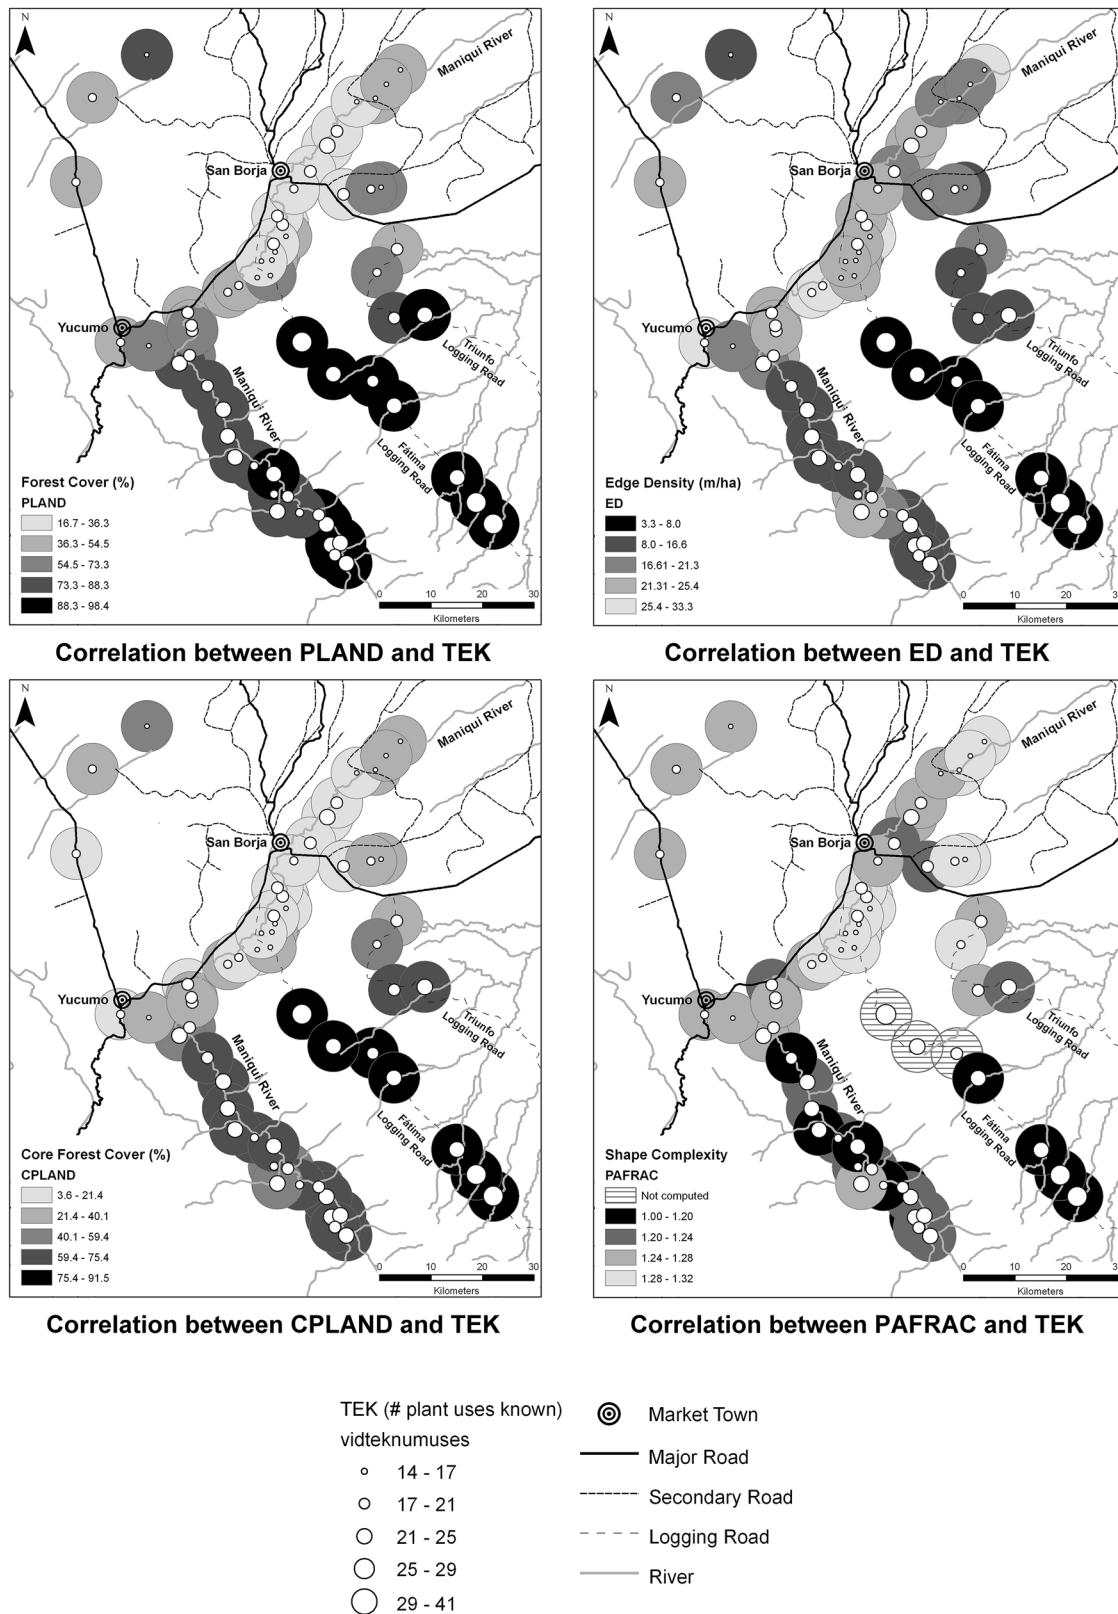 N
Maniqui River
San Borja
Yucumo
Triunfo
Logging Road
Maniqui River
Fátima
Logging Road
Forest Cover (%)
PLAND
16.7 - 36.3
36.3 - 54.5
54.5 - 73.3
73.3 - 88.3
88.3 - 98.4
0 10 20 30
Kilometers
Correlation between PLAND and TEK
N
Maniqui River
San Borja
Yucumo
Triunfo
Logging Road
Maniqui River
Fátima
Logging Road
Edge Density (m/ha)
ED
3.3 - 8.0
8.0 - 16.6
16.61 - 21.3
21.31 - 25.4
25.4 - 33.3
0 10 20 3
Kilometers
Correlation between ED and TEK
N
Maniqui River
San Borja
Yucumo
Triunfo
Logging Road
Maniqui River
Fátima
Logging Road
Core Forest Cover (%)
CPLAND
3.6 - 21.4
21.4 - 40.1
40.1 - 59.4
59.4 - 75.4
75.4 - 91.5
0 10 20 30
Kilometers
Correlation between CPLAND and TEK
N
Maniqui River
San Borja
Yucumo
Triunfo
Logging Road
Maniqui River
Fátima
Logging Road
Shape Complexity
PAFRAC
Not computed
1.00 - 1.20
1.20 - 1.24
1.24 - 1.28
1.28 - 1.32
0 10 20 3
Kilometers
Correlation between PAFRAC and TEK
TEK (# plant uses known)
vidteknumuses
14 - 17
17 - 21
21 - 25
25 - 29
29 - 41
Market Town
Major Road
Secondary Road
Logging Road
River